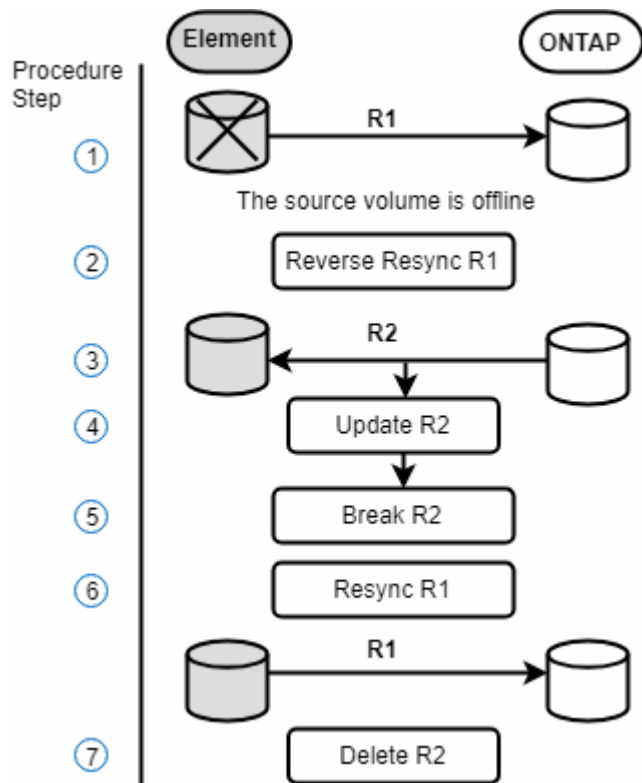 Element
ONTAP
Procedure
Step
R1
1
The source volume is offline
2
Reverse Resync R1
R2
3
4
Update R2
5
Break R2
6
Resync R1
R1
7
Delete R2